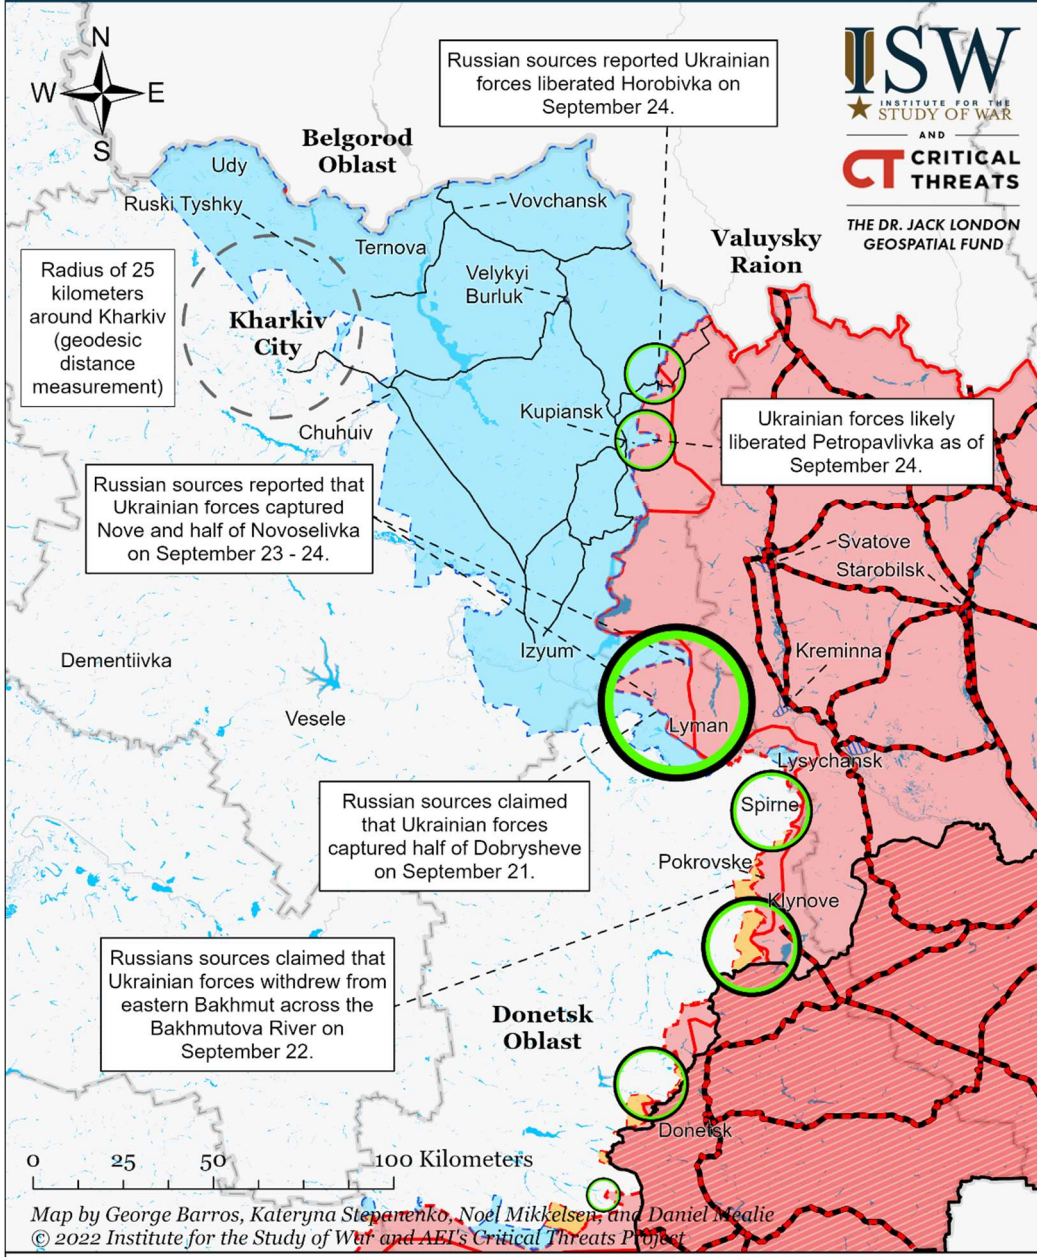 N
W E
S
Russian sources reported Ukrainian
forces liberated Horobivka on
September 24.
ISW
INSTITUTE FOR THE
STUDY OF WAR
AND
CT CRITICAL
THREATS
THE DR. JACK LONDON
GEOSPATIAL FUND
Belgorod
Oblast
Udy
Ruski Tyshky
Vovchansk
Ternova
Valuysky
Raion
Velykyi
Burluk
Radius of 25
kilometers
around Kharkiv
(geodesic
distance
measurement)
Kharkiv
City
Kupiansk
Chuhuiv
Ukrainian forces likely
liberated Petropavlivka as of
September 24.
Russian sources reported that
Ukrainian forces captured
Nove and half of Novoselivka
on September 23 - 24.
Svatove
Starobilsk
Izyum
Kreminna
Dementiivka
Vesele
Lyman
Lysychansk
Russian sources claimed
that Ukrainian forces
captured half of Dobrysheve
on September 21.
Spirne
Pokrovske
Klynove
Russians sources claimed that
Ukrainian forces withdrew from
eastern Bakhmut across the
Bakhmutova River on
September 22.
Donetsk
Oblast
Donetsk
0 25 50 100 Kilometers
Map by George Barros, Kateryna Stepanenko, Noel Mikkelsen, and Daniel Mealie
© 2022 Institute for the Study of War and AEI's Critical Threats Project